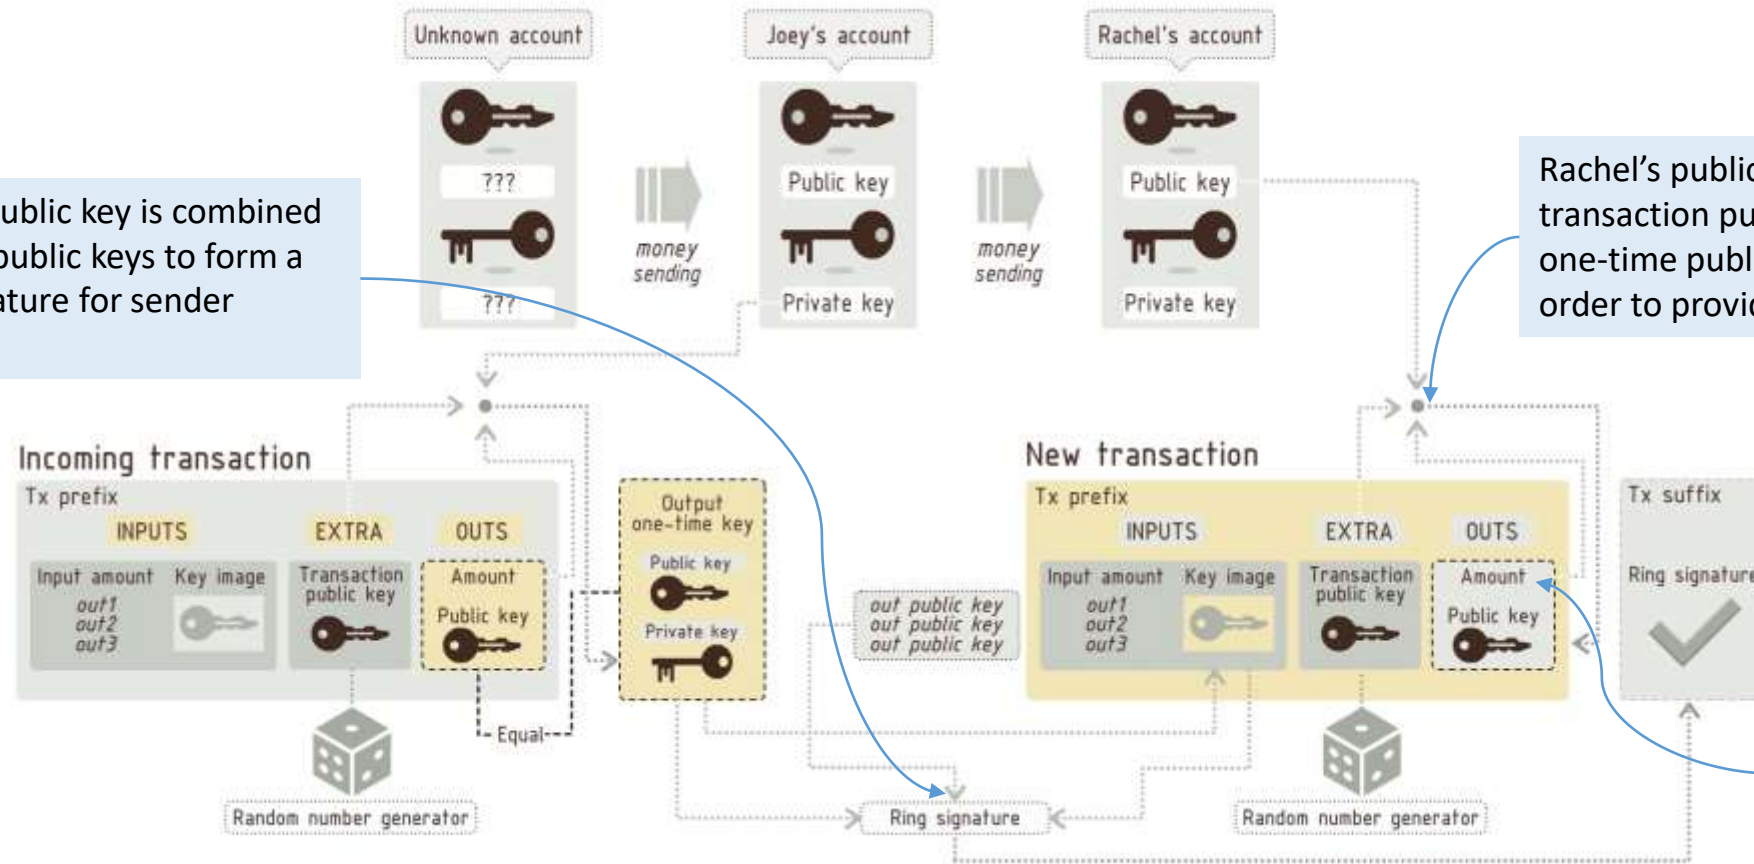 Unknown account
Joey's account
Rachel's account
???
Public key
Public key
???
Private key
Private key
money
sending
money
sending
ublic key is combined
public keys to form a
ature for sender
Rachel’s public
transaction pu
one-time publi
order to provid
Incoming transaction
Tx prefix
INPUTS
EXTRA
OUTS
Input amount
out1
out2
out3
Key image
Transaction
public key
Amount
Public key
Equal
Random number generator
Output
one-time key
Public key
Private key
out public key
out public key
out public key
Ring signature
New transaction
Tx prefix
INPUTS
EXTRA
OUTS
Input amount
out1
out2
out3
Key image
Transaction
public key
Amount
Public key
Random number generator
Tx suffix
Ring signature